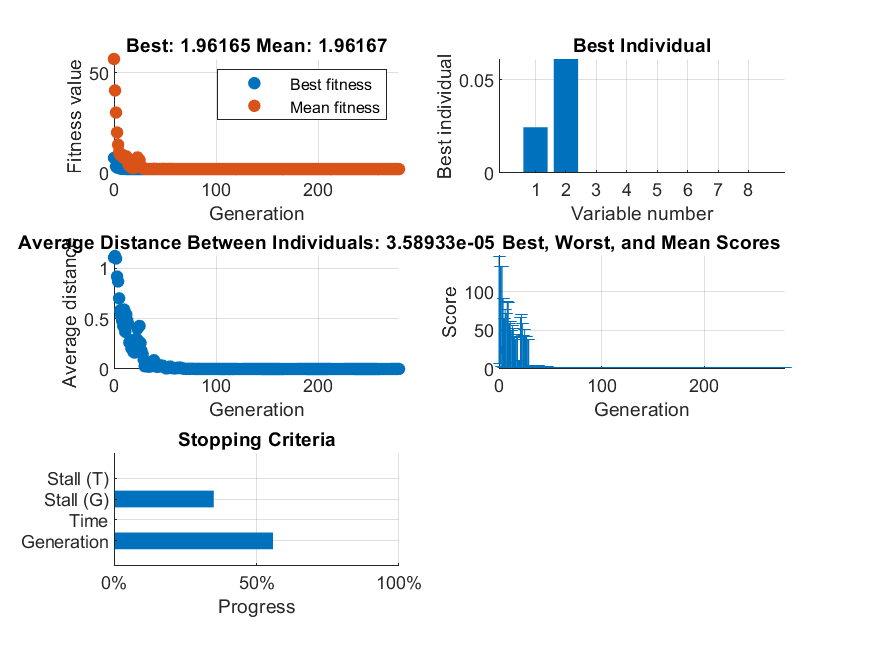 Best: 1.96165 Mean: 1.96167
Fitness value
50
0
0
100
200
Generation
Best fitness
Mean fitness
Best Individual
Best individual
0.05
0
1 2 3 4 5 6 7 8
Variable number
Average Distance Between Individuals: 3.58933e-05
Average distance
1
0.5
0
0
100
200
Generation
Best, Worst, and Mean Scores
Score
100
50
0
0
100
200
Generation
Stopping Criteria
Stall (T)
Stall (G)
Time
Generation
0%
50%
100%
Progress